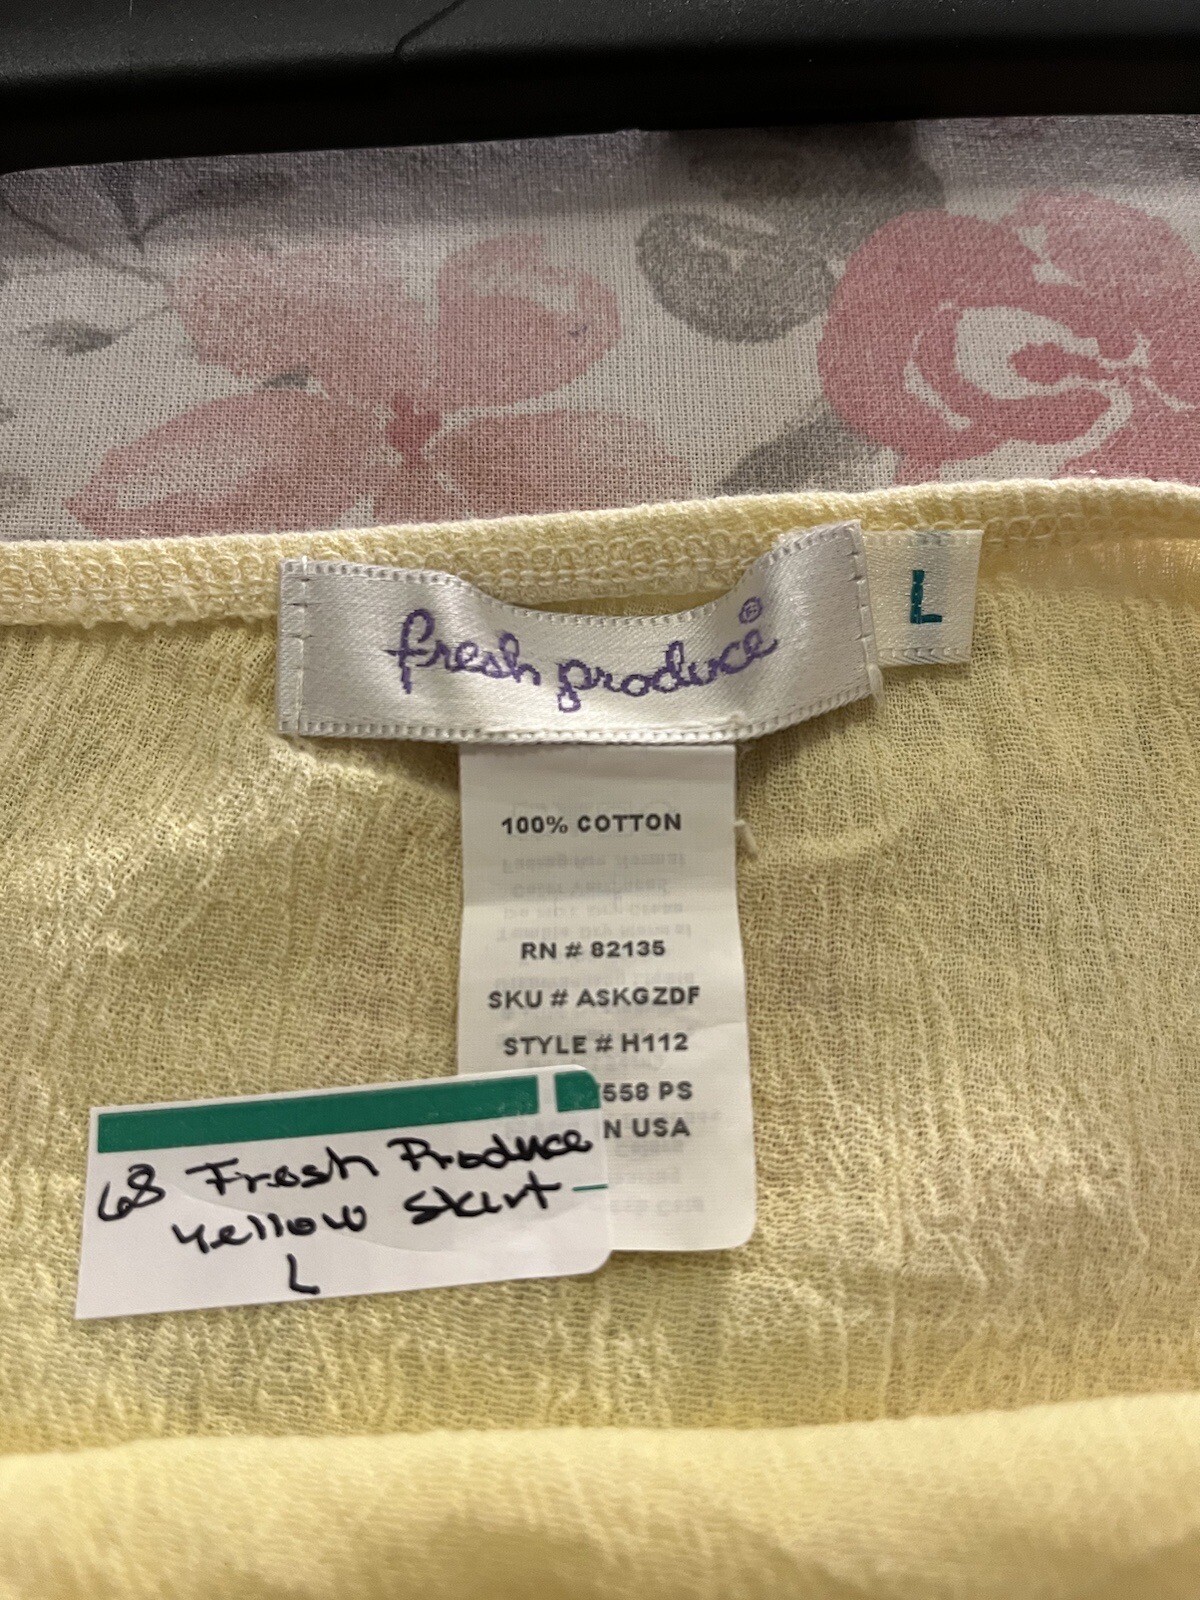 fresh produce®
L
100% COTTON
RN # 82135
SKU # ASKGZDF
STYLE # H112
558 PS
N USA
68 Fresh Produce
Yellow Skirt
L